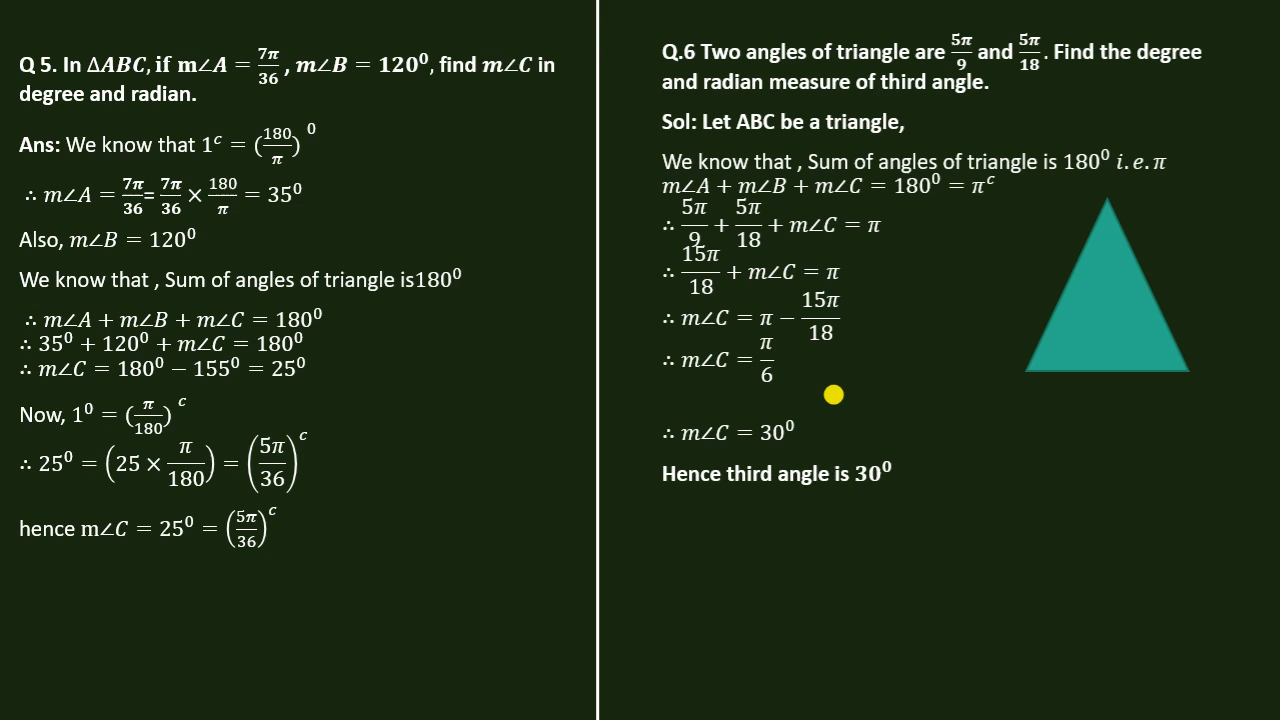 Q 5. In ΔABC, if m∠A = 7π/36 , m∠B = 120⁰, find m∠C in
degree and radian.
Ans: We know that 1ᶜ = (180/π)⁰
∴ m∠A = 7π/36= 7π/36 × 180/π = 35⁰
Also, m∠B = 120⁰
We know that , Sum of angles of triangle is180⁰
∴ m∠A + m∠B + m∠C = 180⁰
∴ 35⁰ + 120⁰ + m∠C = 180⁰
∴ m∠C = 180⁰ − 155⁰ = 25⁰
Now, 1⁰ = (π/180)ᶜ
∴ 25⁰ = (25 × π/180) = (5π/36)ᶜ
hence m∠C = 25⁰ = (5π/36)ᶜ
Q.6 Two angles of triangle are 5π/9 and 5π/18. Find the degree
and radian measure of third angle.
Sol: Let ABC be a triangle,
We know that , Sum of angles of triangle is 180⁰ i.e.π
m∠A + m∠B + m∠C = 180⁰ = πᶜ
∴ 5π/9 + 5π/18 + m∠C = π
∴ 15π/18 + m∠C = π
∴ m∠C = π − 15π/18
∴ m∠C = π/6
∴ m∠C = 30⁰
Hence third angle is 30⁰